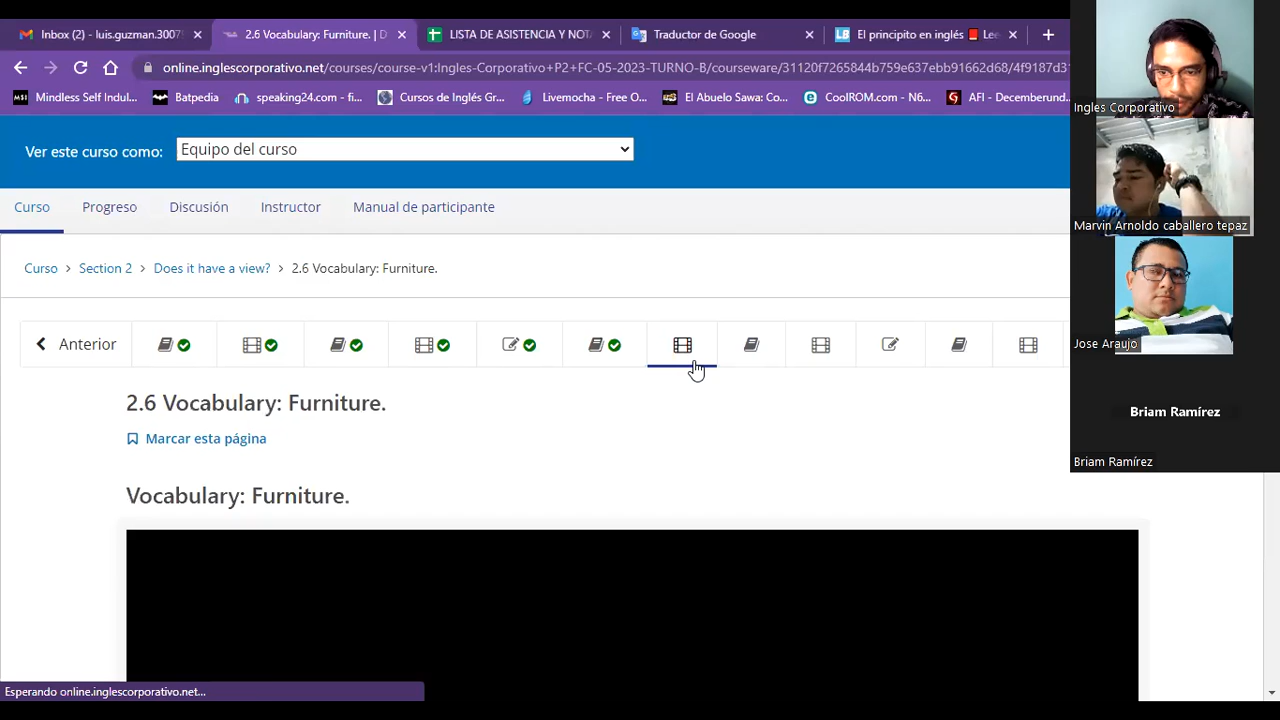 Inbox (2) - luis.guzman.3007
2.6 Vocabulary: Furniture. | D
LISTA DE ASISTENCIA Y NOTA
Traductor de Google
El principito en inglés 📕 Lee
online.inglescorporativo.net/courses/course-v1:Ingles-Corporativo+P2+FC-05-2023-TURNO-B/courseware/31120f7265844b759e637ebb91662d68/4f9187d3
Mindless Self Indul...
Batpedia
speaking24.com - fi...
Cursos de Inglés Gr...
Livemocha - Free O...
El Abuelo Sawa: Co...
CoolROM.com - N6...
AFI - Decemberund
Ver este curso como:
Equipo del curso
Curso
Progreso
Discusión
Instructor
Manual de participante
Curso > Section 2 > Does it have a view? > 2.6 Vocabulary: Furniture.
Anterior
2.6 Vocabulary: Furniture.
Marcar esta página
Vocabulary: Furniture.
Esperando online.inglescorporativo.net...
Ingles Corporativo
Marvin Arnoldo caballero tepaz
Jose Araujo
Briam Ramírez
Briam Ramírez